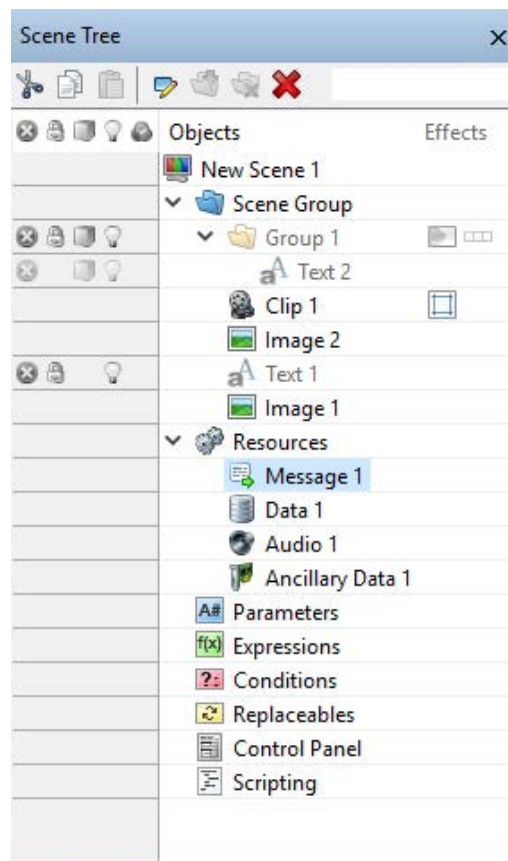 Scene Tree
Objects Effects
New Scene 1
Scene Group
Group 1
Text 2
Clip 1
Image 2
Text 1
Image 1
Resources
Message 1
Data 1
Audio 1
Ancillary Data 1
A# Parameters
f(x) Expressions
?: Conditions
Replaceables
Control Panel
Scripting